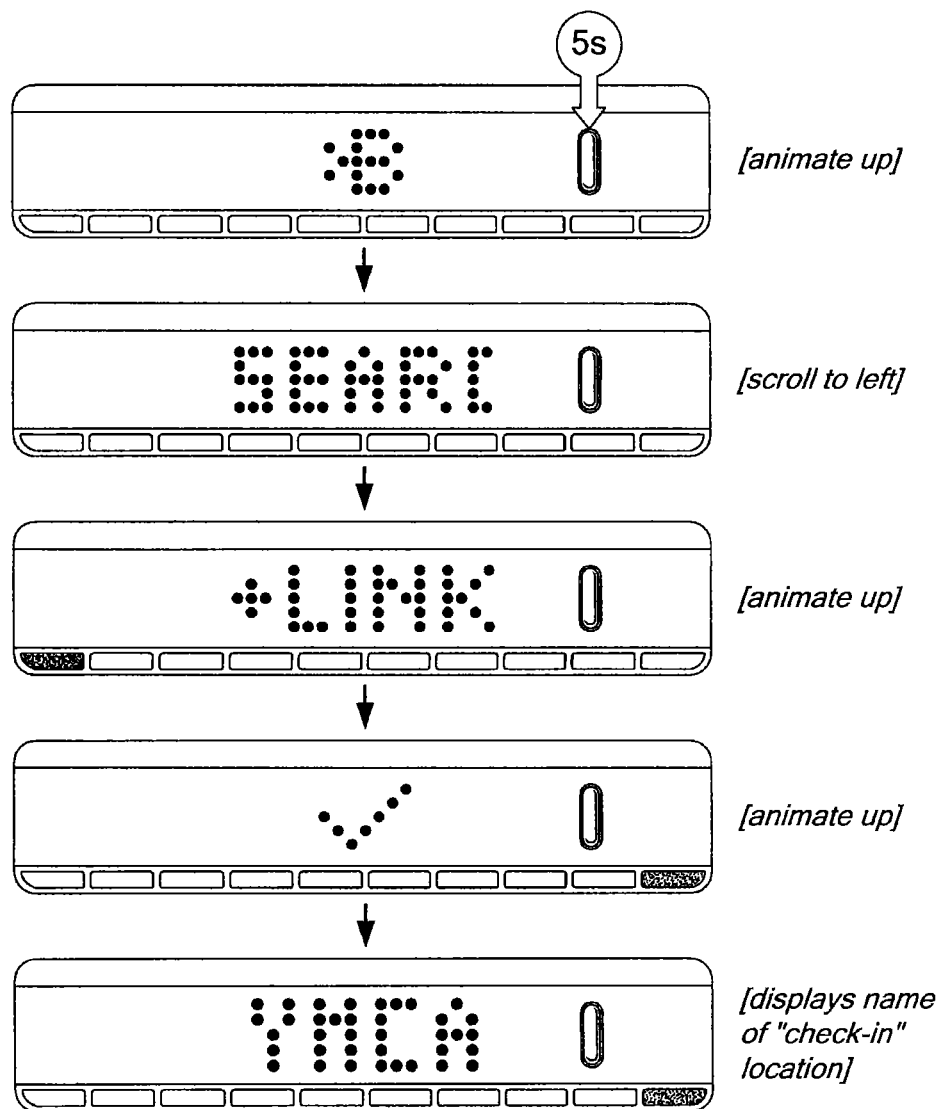 5s
[animate up]
SEARC
[scroll to left]
+LINK
[animate up]
[animate up]
YMCA
[displays name
of "check-in"
location]